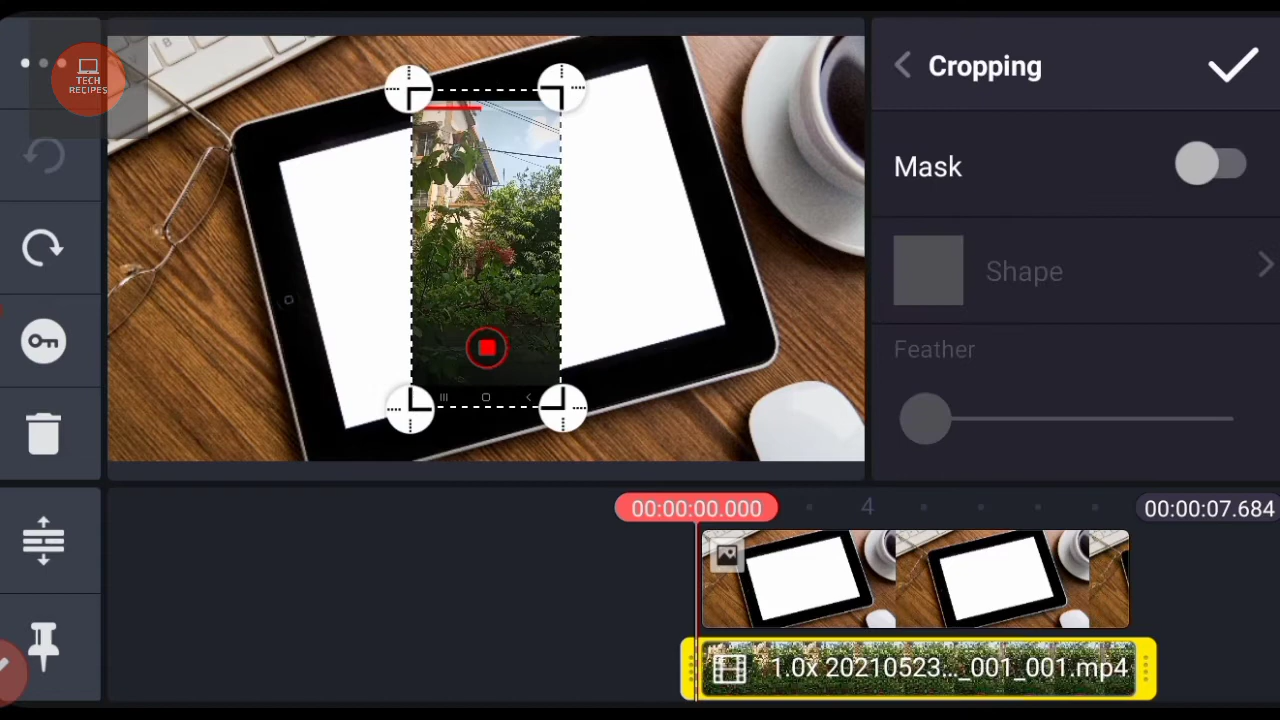 TECH
RECIPES
Cropping
Mask
Shape
Feather
00:00:00.000
4
00:00:07.684
1.0x 20210523..._001_001.mp4